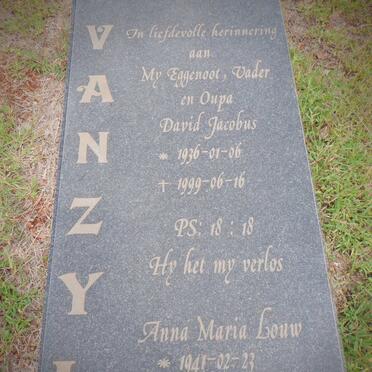 VANZYL
In liefdevolle herinnering
aan
My Eggenoot, Vader
en Oupa
David Jacobus
* 1936-01-06
† 1999-06-16
PS: 18 : 18
Hy het my verlos
Anna Maria Louw
* 1941-02-23